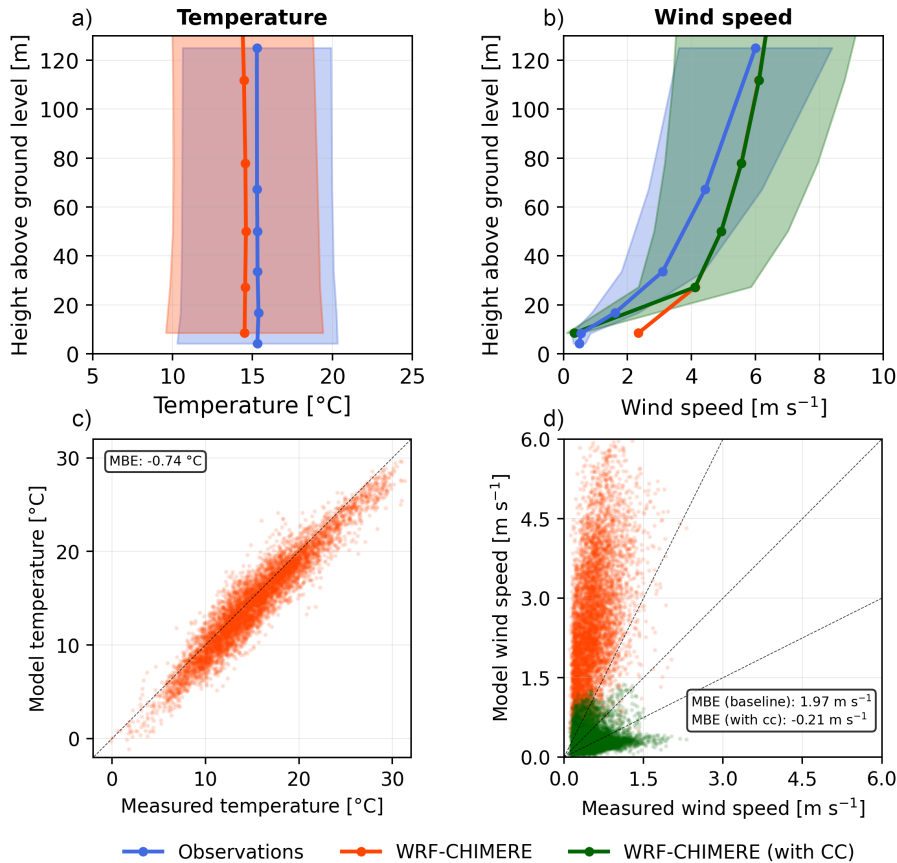 a)
Temperature
Height above ground level [m]
120
100
80
60
40
20
0
5
10
15
20
25
Temperature [°C]
b)
Wind speed
Height above ground level [m]
120
100
80
60
40
20
0
0
2
4
6
8
10
Wind speed [m s⁻¹]
c)
MBE: -0.74 °C
Model temperature [°C]
30
20
10
0
0
10
20
30
Measured temperature [°C]
d)
Model wind speed [m s⁻¹]
6.0
4.5
3.0
1.5
0.0
MBE (baseline): 1.97 m s⁻¹
MBE (with cc): -0.21 m s⁻¹
0.0
1.5
3.0
4.5
6.0
Measured wind speed [m s⁻¹]
Observations
WRF-CHIMERE
WRF-CHIMERE (with CC)